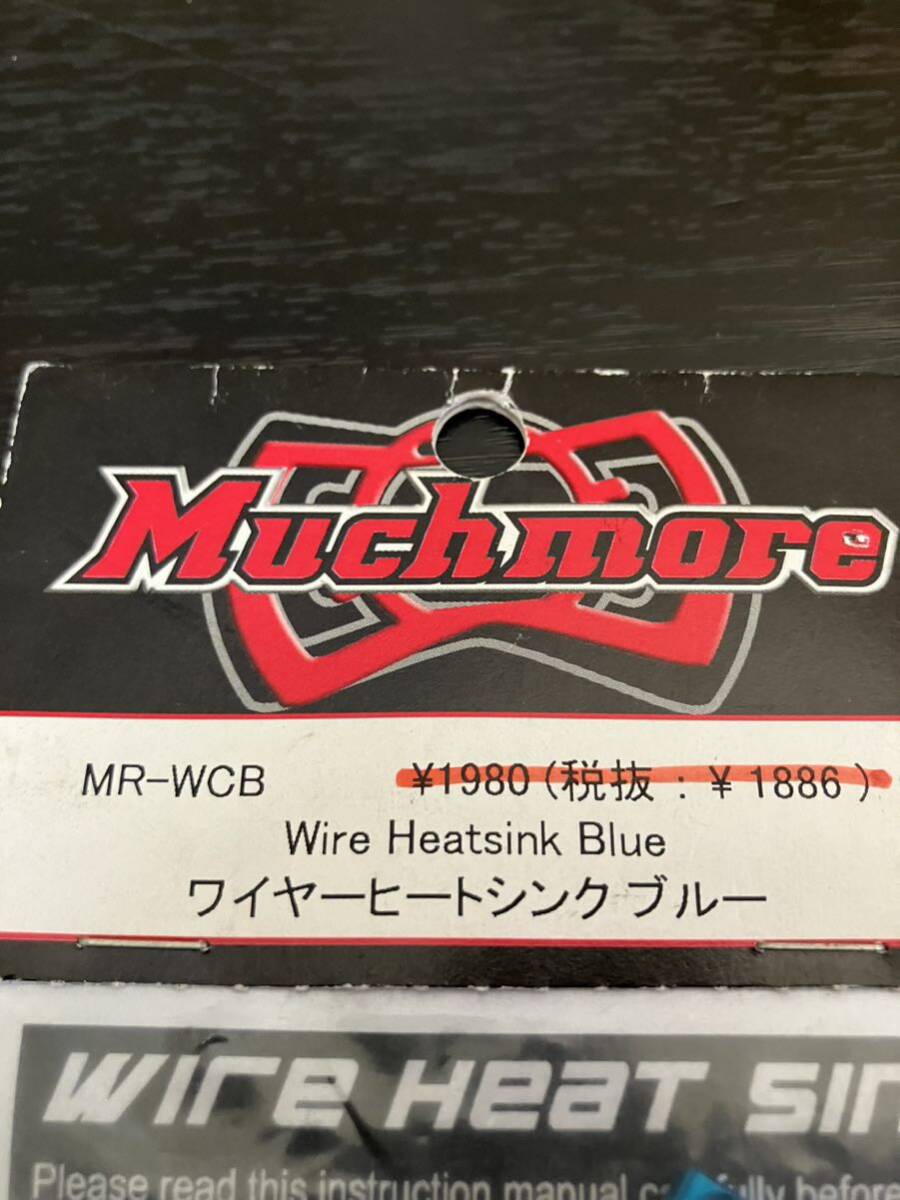 Muchmore
MR-WCB ¥1980(税抜:¥1886)
Wire Heatsink Blue
ワイヤーヒートシンク ブルー
WIRE HEAT
Please read this instruction manual before